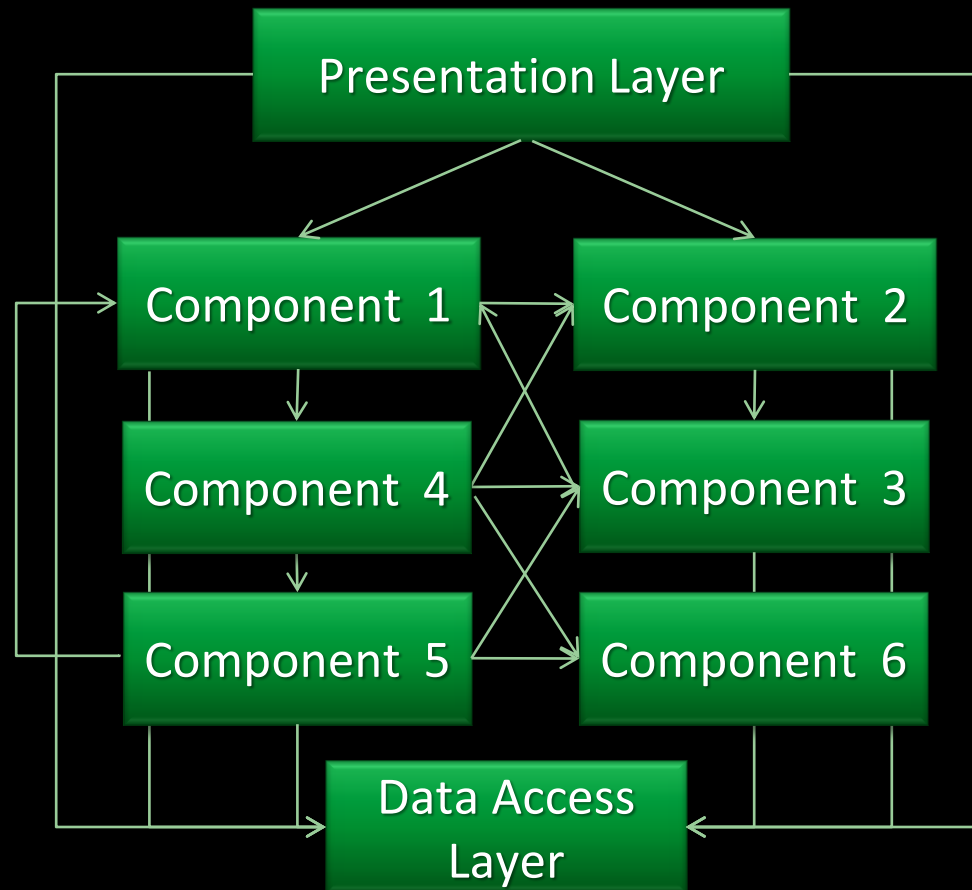 Presentation Layer
Component 1
Component 2
Component 4
Component 3
Component 5
Component 6
Data Access
Layer